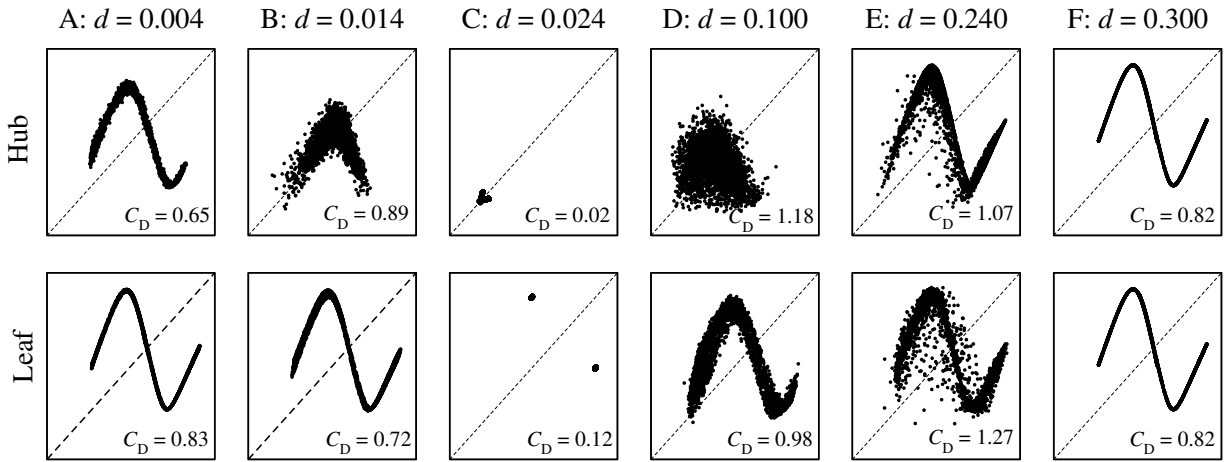 A: d = 0.004 B: d = 0.014 C: d = 0.024 D: d = 0.100 E: d = 0.240 F: d = 0.300
Hub
C_D = 0.65 C_D = 0.89 C_D = 0.02 C_D = 1.18 C_D = 1.07 C_D = 0.82
Leaf
C_D = 0.83 C_D = 0.72 C_D = 0.12 C_D = 0.98 C_D = 1.27 C_D = 0.82